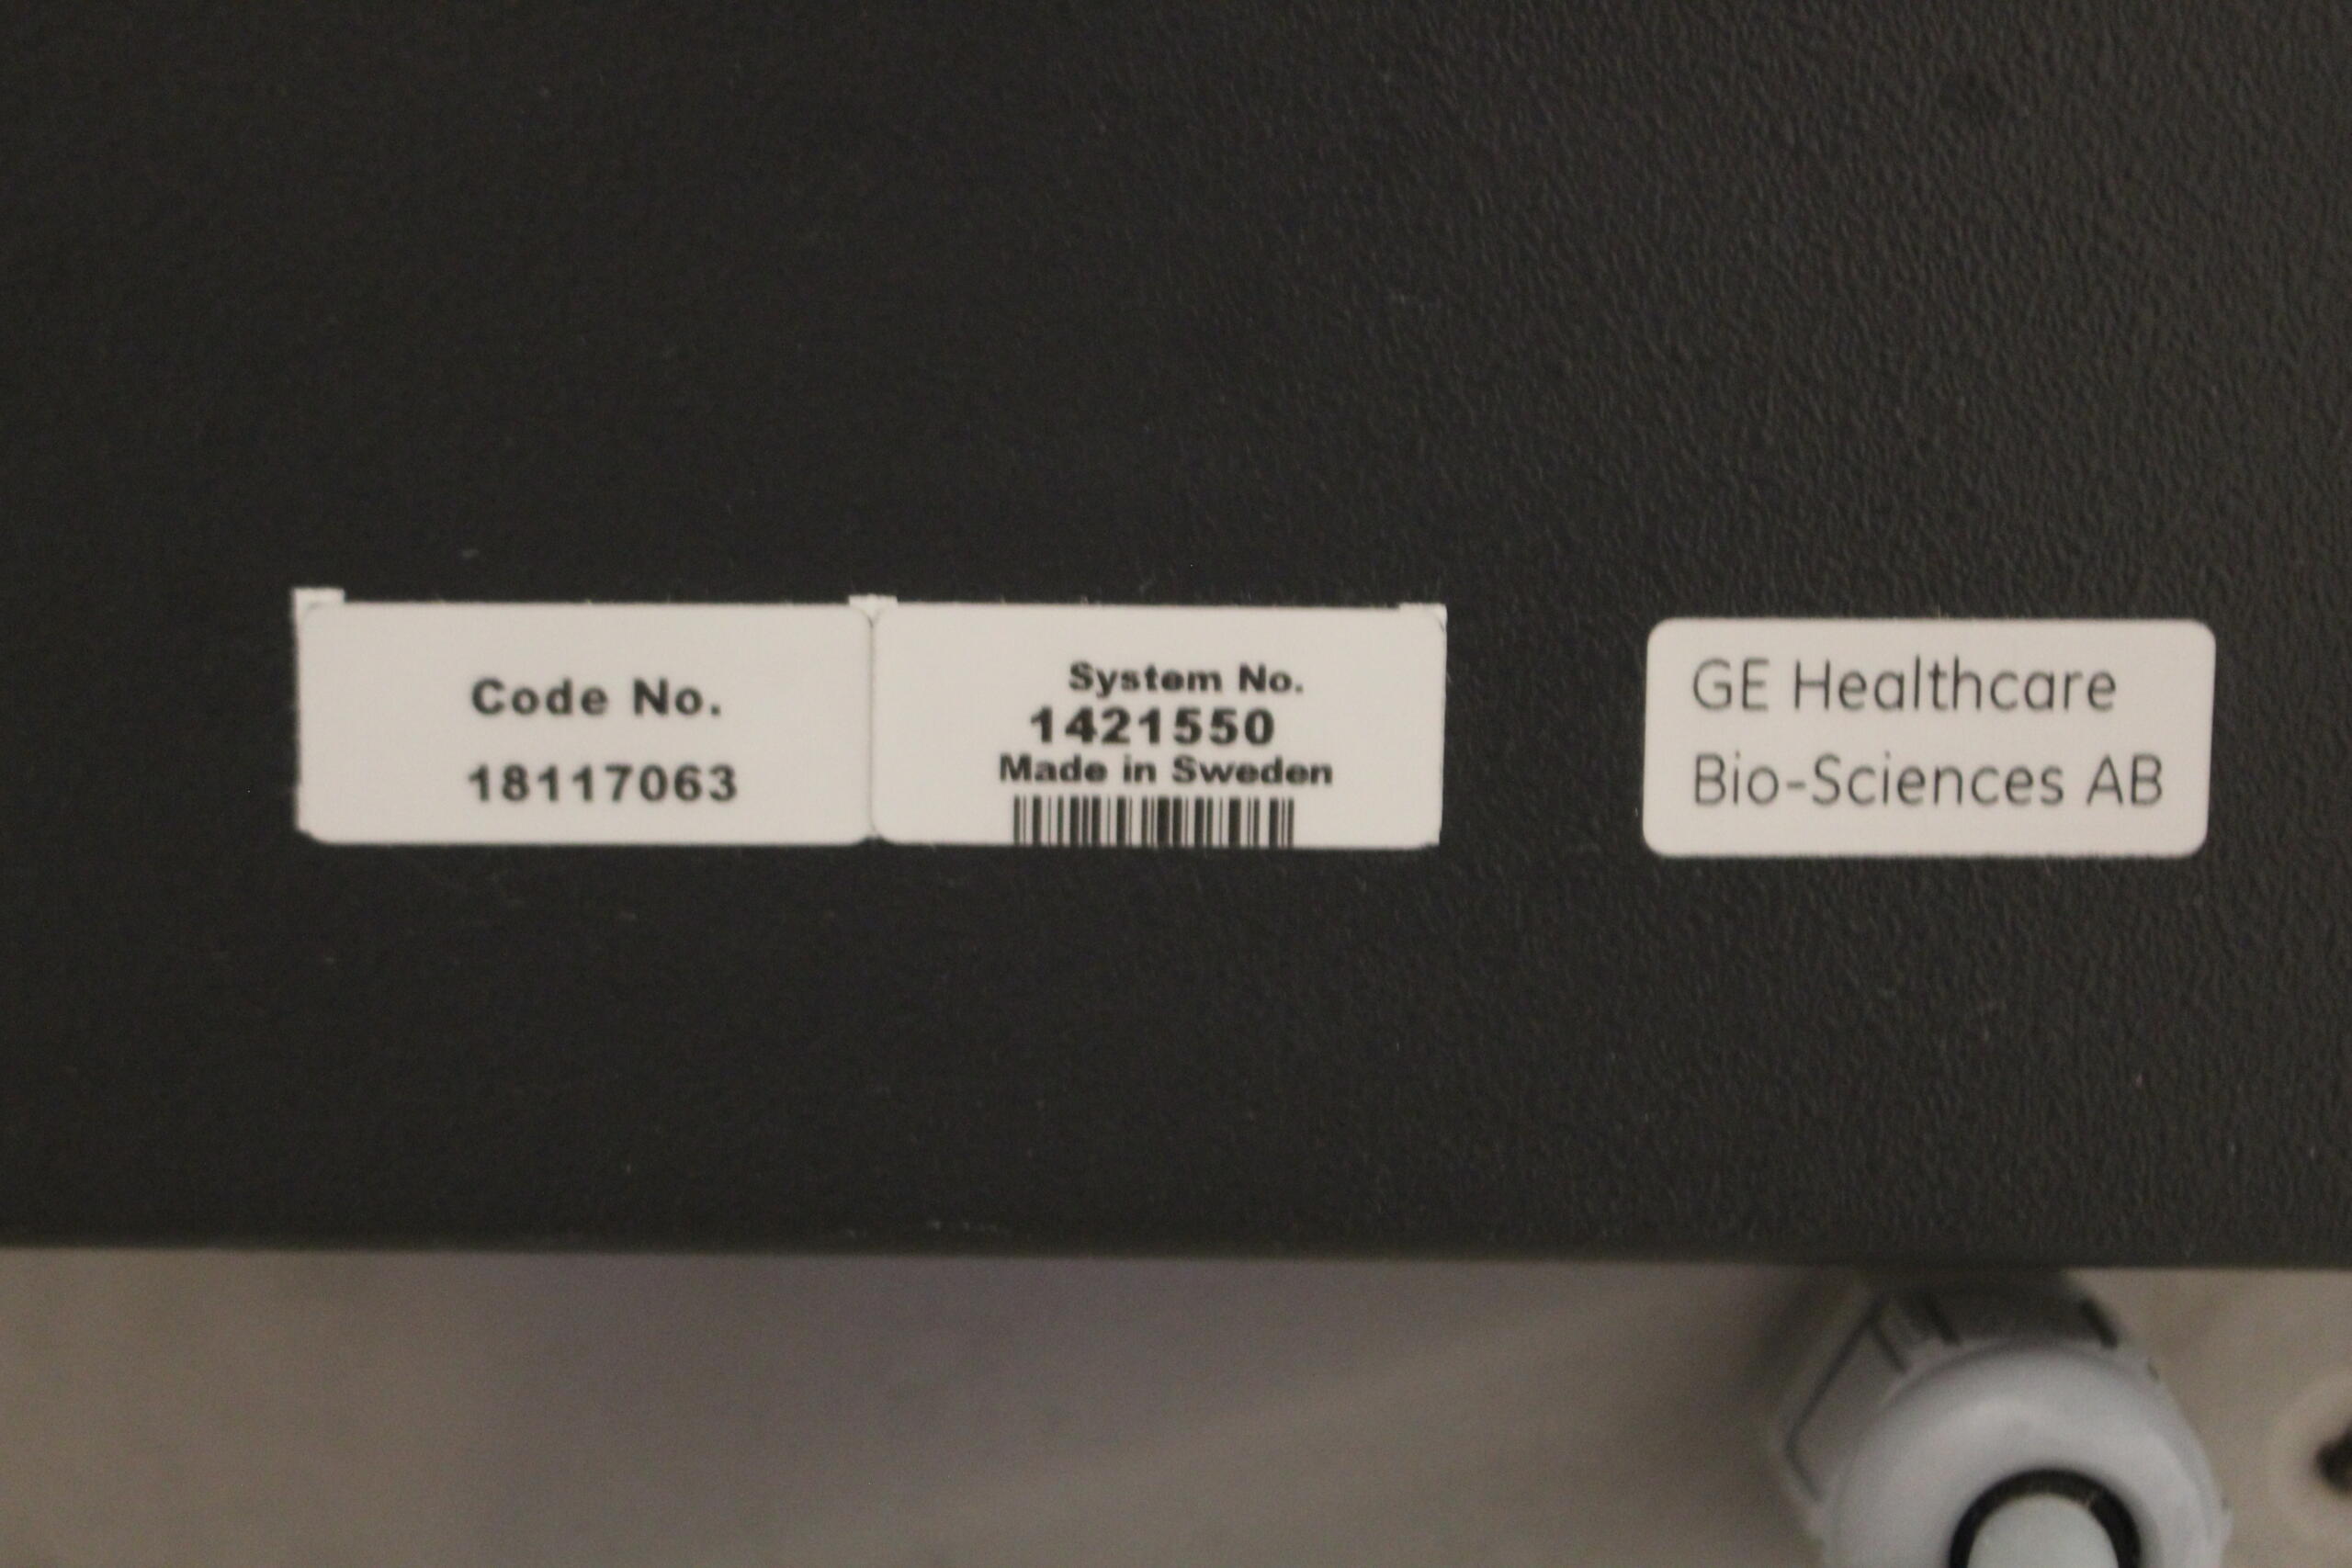 Code No.
18117063
System No.
1421550
Made in Sweden
GE Healthcare
Bio-Sciences AB